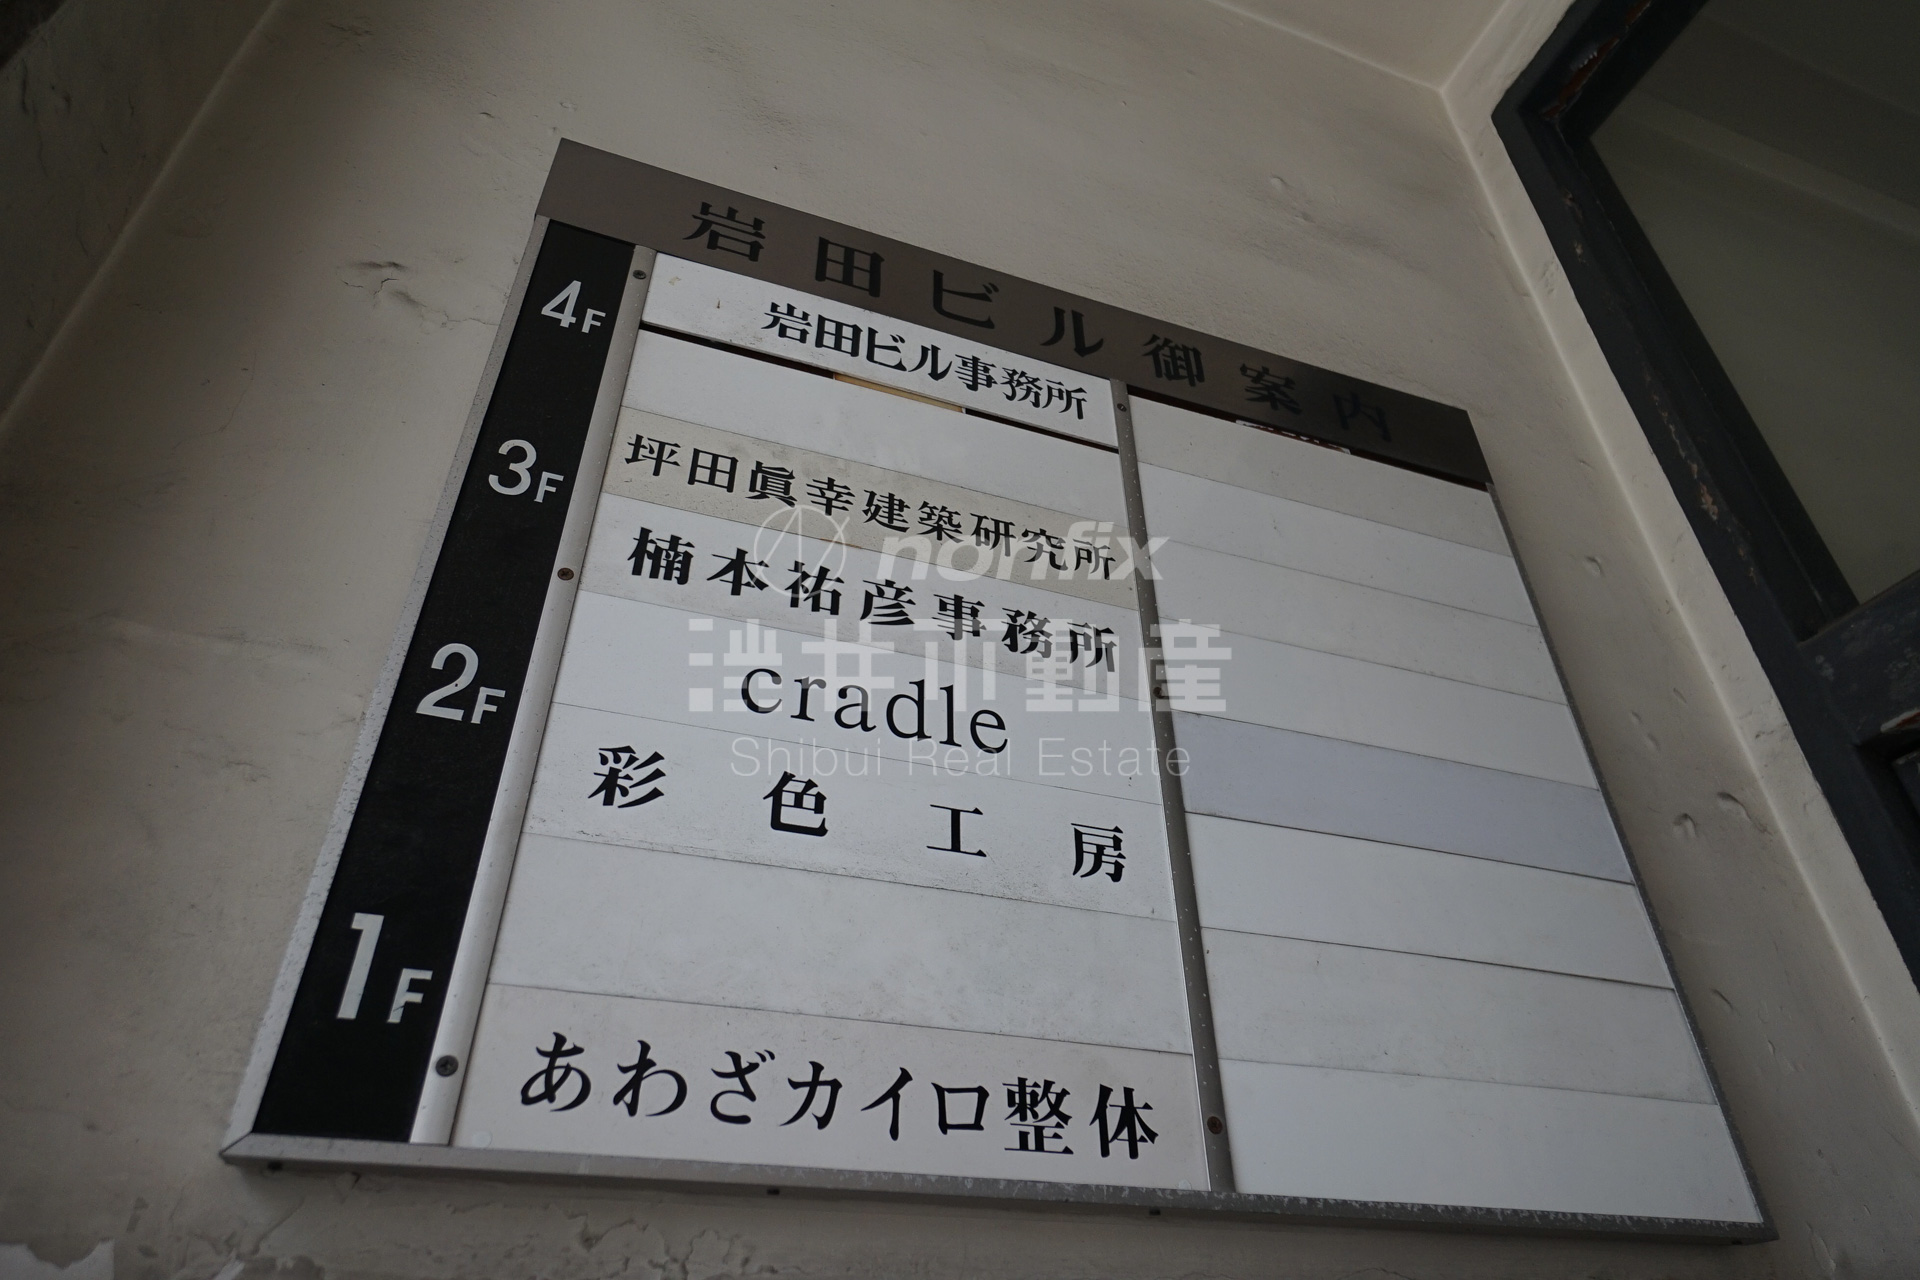 岩田ビル御案内
4F
岩田ビル事務所
3F
坪田眞幸建築研究所
楠本祐彦事務所
2F
cradle
彩色工房
1F
あわざカイロ整体
nonfix
渋井不動産
Shibui Real Estate